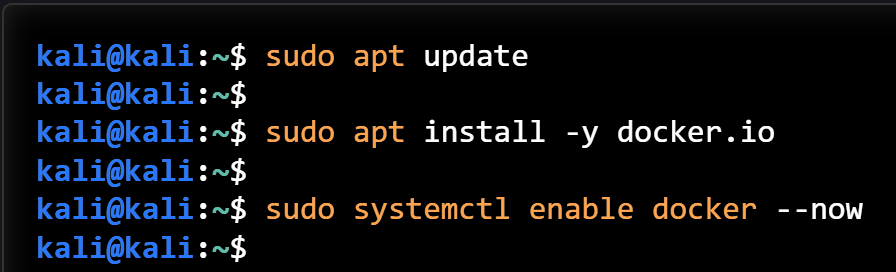 kali@kali:~$ sudo apt update
kali@kali:~$
kali@kali:~$ sudo apt install -y docker.io
kali@kali:~$
kali@kali:~$ sudo systemctl enable docker --now
kali@kali:~$